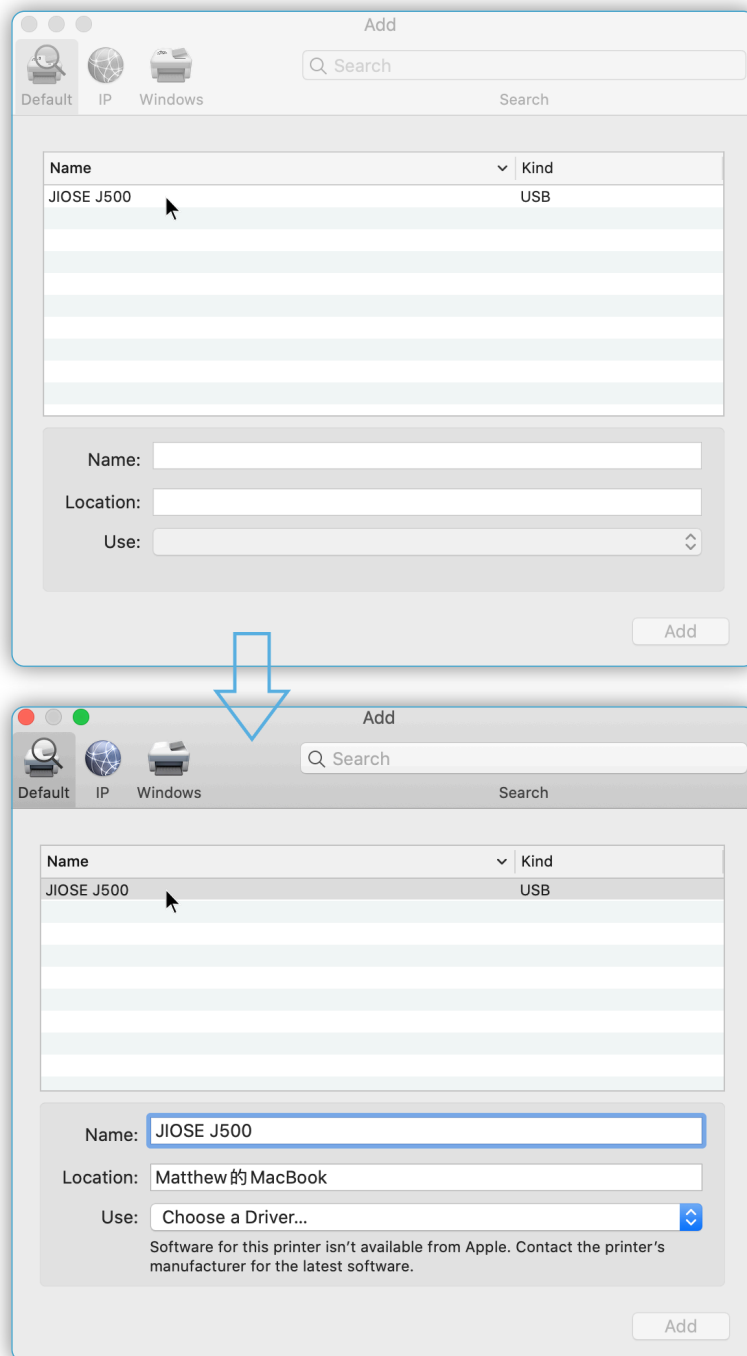 Add
Search
Default IP Windows Search
Name Kind
JIOSE J500 USB
Name:
Location:
Use:
Add
Add
Search
Default IP Windows Search
Name Kind
JIOSE J500 USB
Name: JIOSE J500
Location: Matthew的MacBook
Use: Choose a Driver...
Software for this printer isn't available from Apple. Contact the printer's
manufacturer for the latest software.
Add